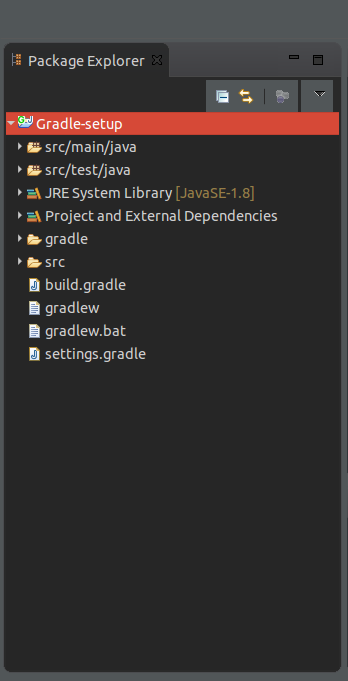 Package Explorer
Gradle-setup
src/main/java
src/test/java
JRE System Library [JavaSE-1.8]
Project and External Dependencies
gradle
src
build.gradle
gradlew
gradlew.bat
settings.gradle